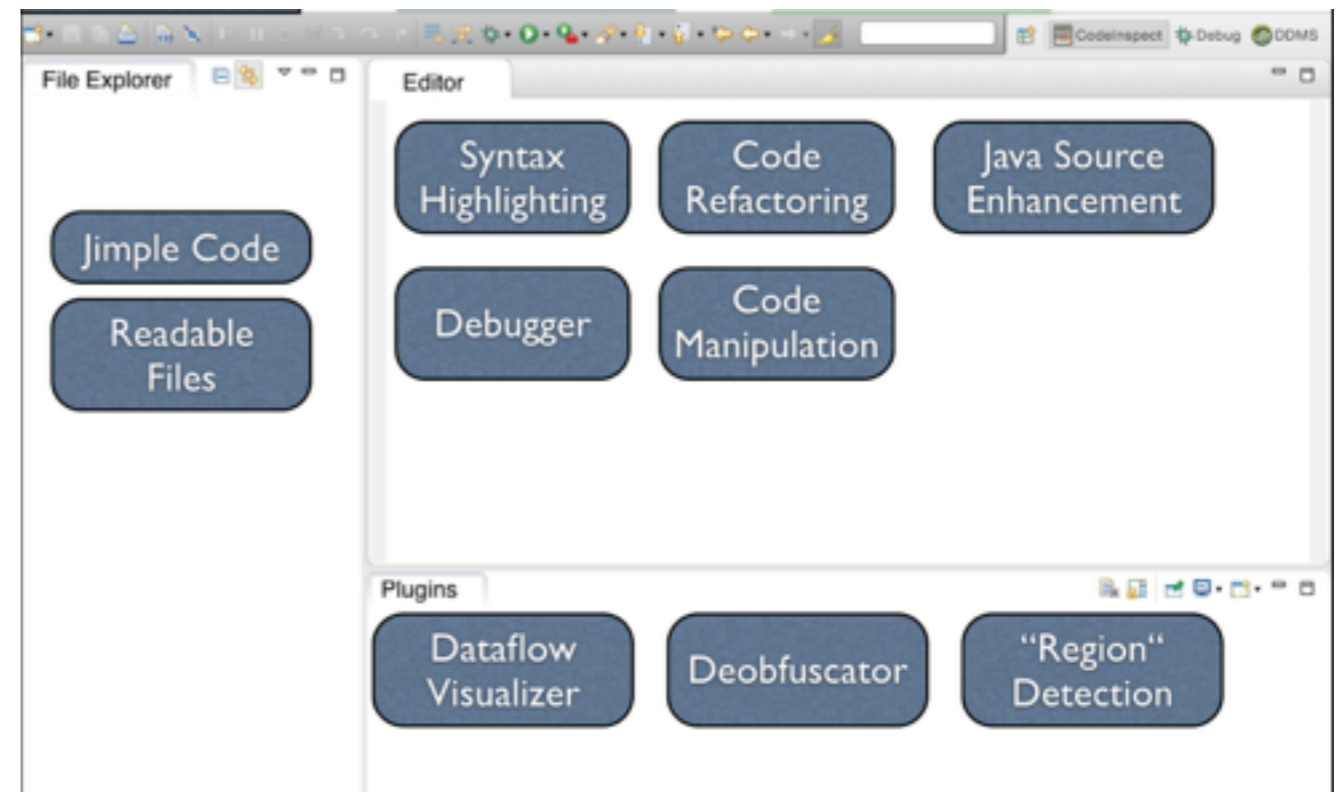 CodeInspect Debug DDMS
File Explorer
Editor
Syntax
Highlighting
Code
Refactoring
Java Source
Enhancement
Jimple Code
Readable
Files
Debugger
Code
Manipulation
Plugins
Dataflow
Visualizer
Deobfuscator
“Region“
Detection